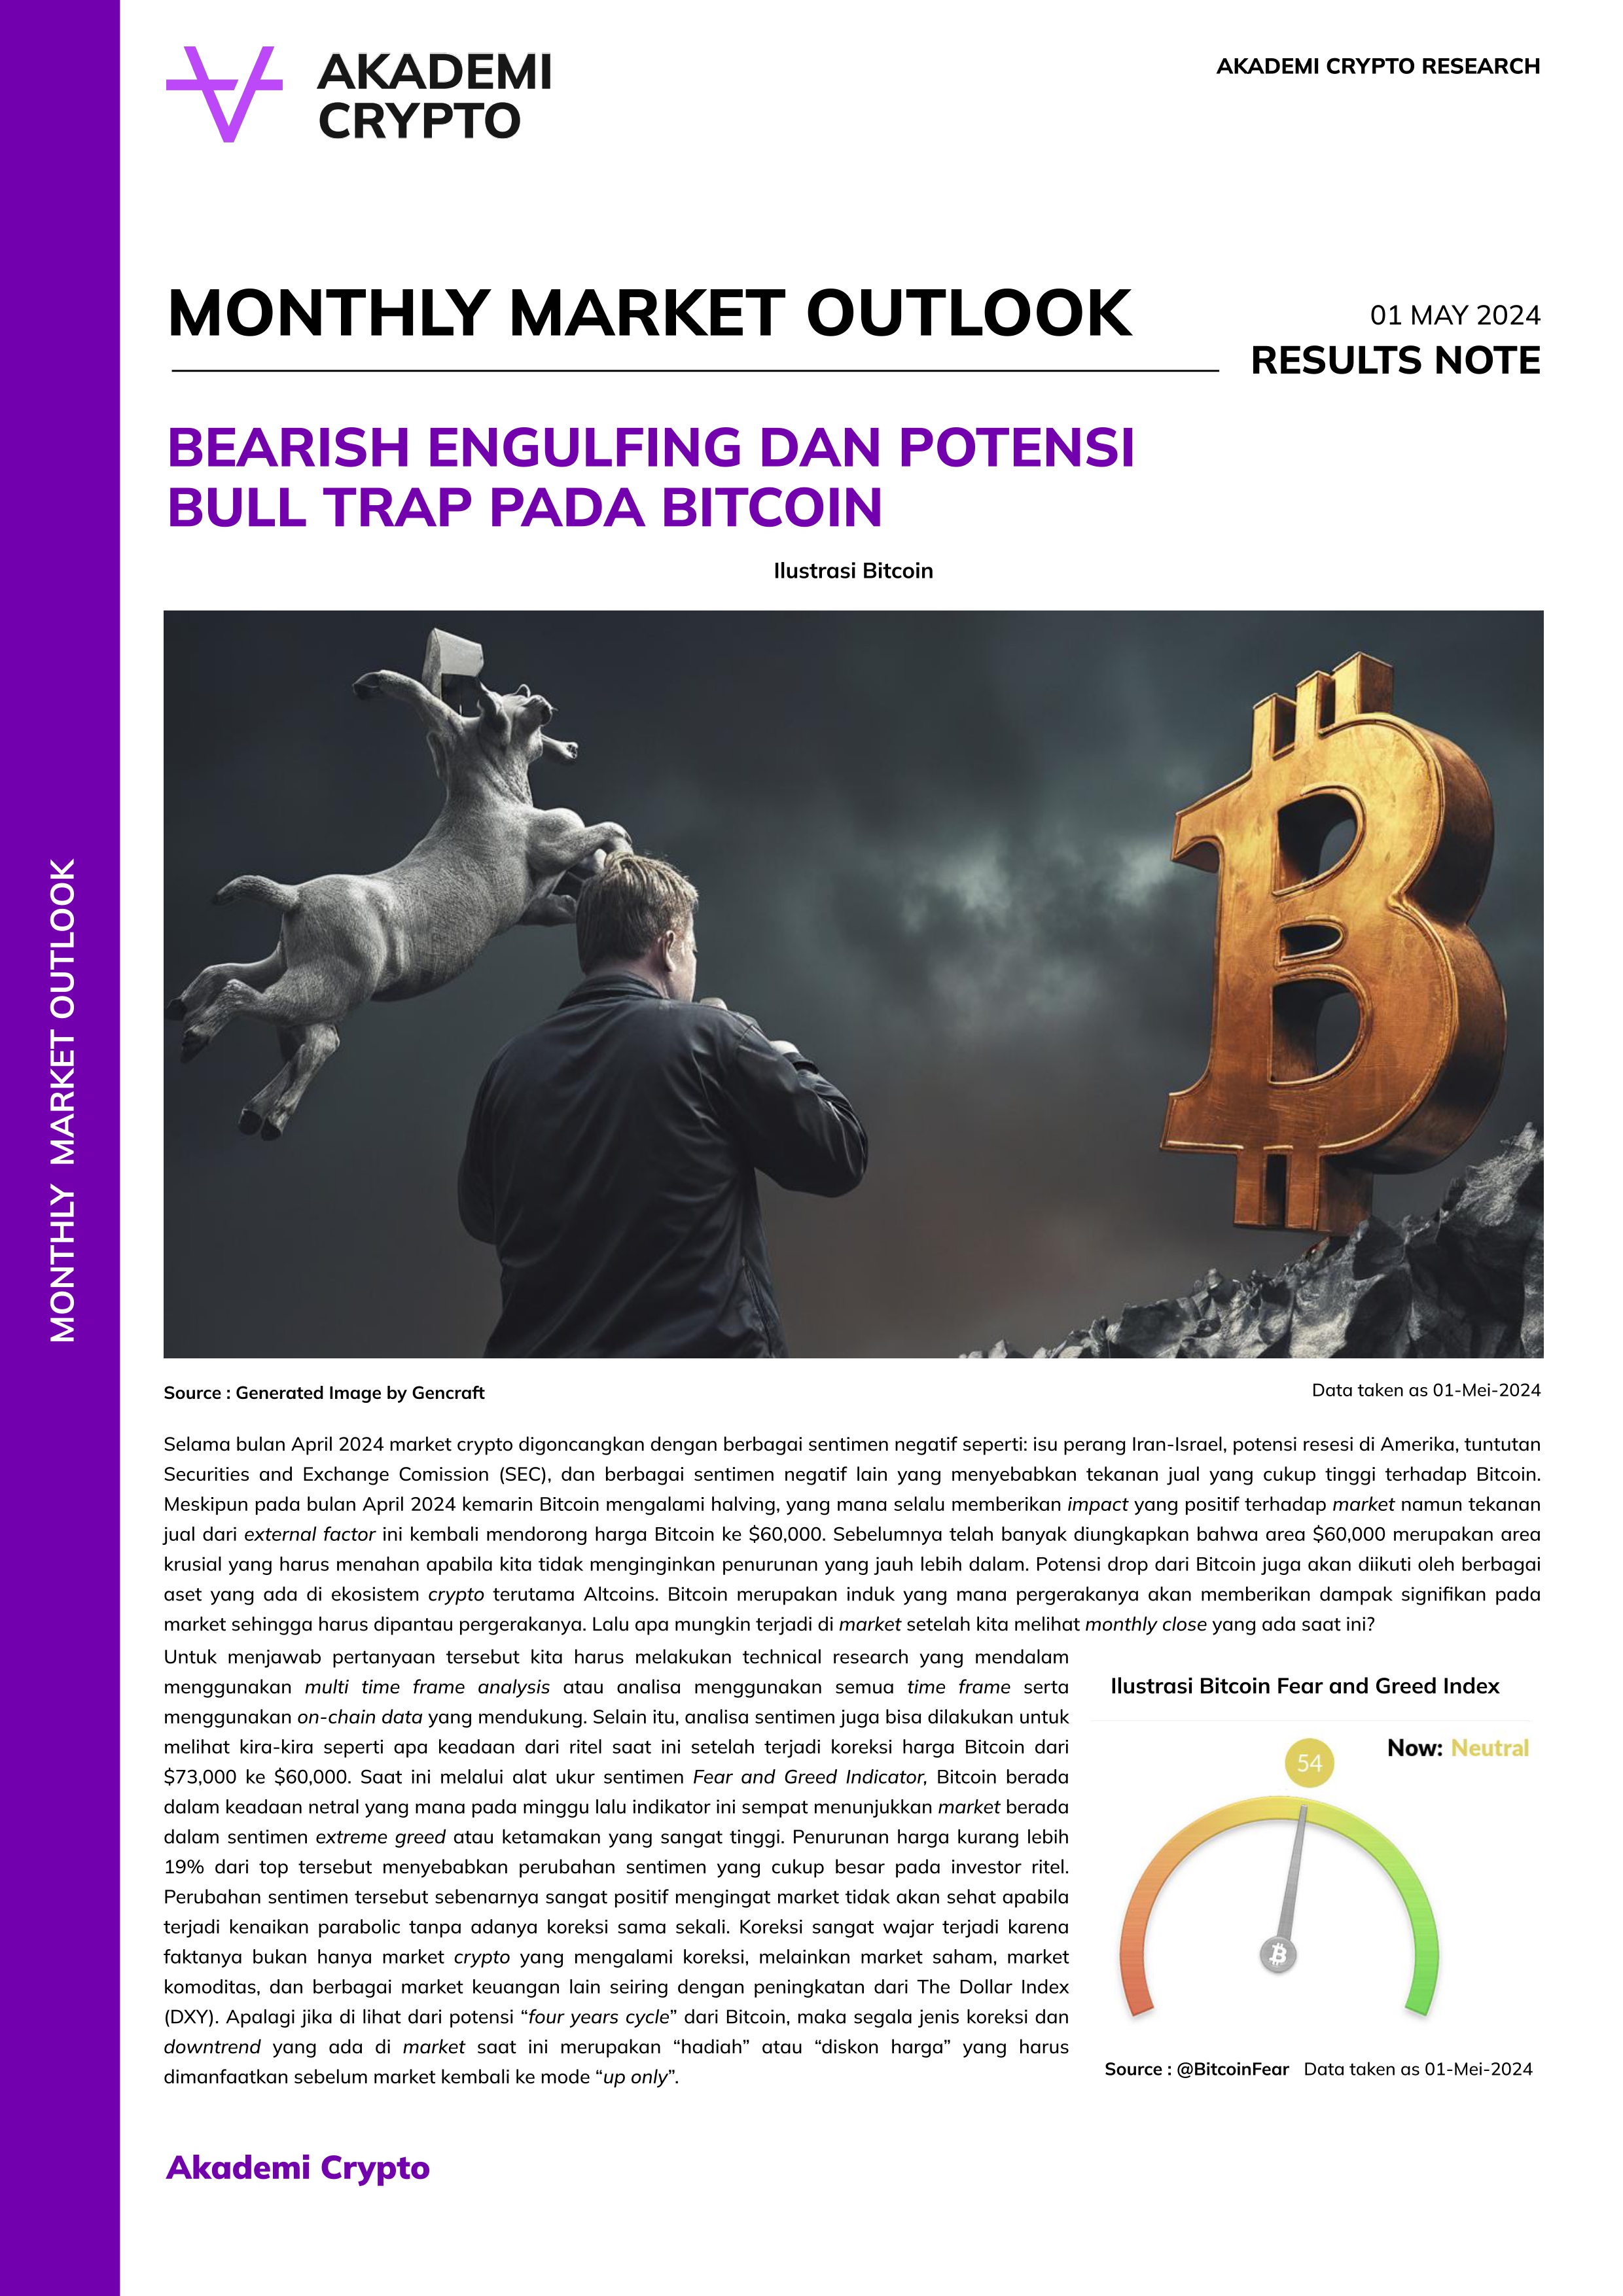 AKADEMI
CRYPTO
AKADEMI CRYPTO RESEARCH
MONTHLY MARKET OUTLOOK
01 MAY 2024
RESULTS NOTE
BEARISH ENGULFING DAN POTENSI
BULL TRAP PADA BITCOIN
Ilustrasi Bitcoin
MONTHLY MARKET OUTLOOK
Source : Generated Image by Gencraft
Data taken as 01-Mei-2024
Selama bulan April 2024 market crypto digoncangkan dengan berbagai sentimen negatif seperti: isu perang Iran-Israel, potensi resesi di Amerika, tuntutan
Securities and Exchange Comission (SEC), dan berbagai sentimen negatif lain yang menyebabkan tekanan jual yang cukup tinggi terhadap Bitcoin.
Meskipun pada bulan April 2024 kemarin Bitcoin mengalami halving, yang mana selalu memberikan impact yang positif terhadap market namun tekanan
jual dari external factor ini kembali mendorong harga Bitcoin ke $60,000. Sebelumnya telah banyak diungkapkan bahwa area $60,000 merupakan area
krusial yang harus menahan apabila kita tidak menginginkan penurunan yang jauh lebih dalam. Potensi drop dari Bitcoin juga akan diikuti oleh berbagai
aset yang ada di ekosistem crypto terutama Altcoins. Bitcoin merupakan induk yang mana pergerakanya akan memberikan dampak signifikan pada
market sehingga harus dipantau pergerakanya. Lalu apa mungkin terjadi di market setelah kita melihat monthly close yang ada saat ini?
Untuk menjawab pertanyaan tersebut kita harus melakukan technical research yang mendalam
menggunakan multi time frame analysis atau analisa menggunakan semua time frame serta
menggunakan on-chain data yang mendukung. Selain itu, analisa sentimen juga bisa dilakukan untuk
melihat kira-kira seperti apa keadaan dari ritel saat ini setelah terjadi koreksi harga Bitcoin dari
$73,000 ke $60,000. Saat ini melalui alat ukur sentimen Fear and Greed Indicator, Bitcoin berada
dalam keadaan netral yang mana pada minggu lalu indikator ini sempat menunjukkan market berada
dalam sentimen extreme greed atau ketamakan yang sangat tinggi. Penurunan harga kurang lebih
19% dari top tersebut menyebabkan perubahan sentimen yang cukup besar pada investor ritel.
Perubahan sentimen tersebut sebenarnya sangat positif mengingat market tidak akan sehat apabila
terjadi kenaikan parabolic tanpa adanya koreksi sama sekali. Koreksi sangat wajar terjadi karena
faktanya bukan hanya market crypto yang mengalami koreksi, melainkan market saham, market
komoditas, dan berbagai market keuangan lain seiring dengan peningkatan dari The Dollar Index
(DXY). Apalagi jika di lihat dari potensi “four years cycle” dari Bitcoin, maka segala jenis koreksi dan
downtrend yang ada di market saat ini merupakan “hadiah” atau “diskon harga” yang harus
dimanfaatkan sebelum market kembali ke mode “up only”.
Ilustrasi Bitcoin Fear and Greed Index
Now: Neutral
54
Source : @BitcoinFear Data taken as 01-Mei-2024
Akademi Crypto